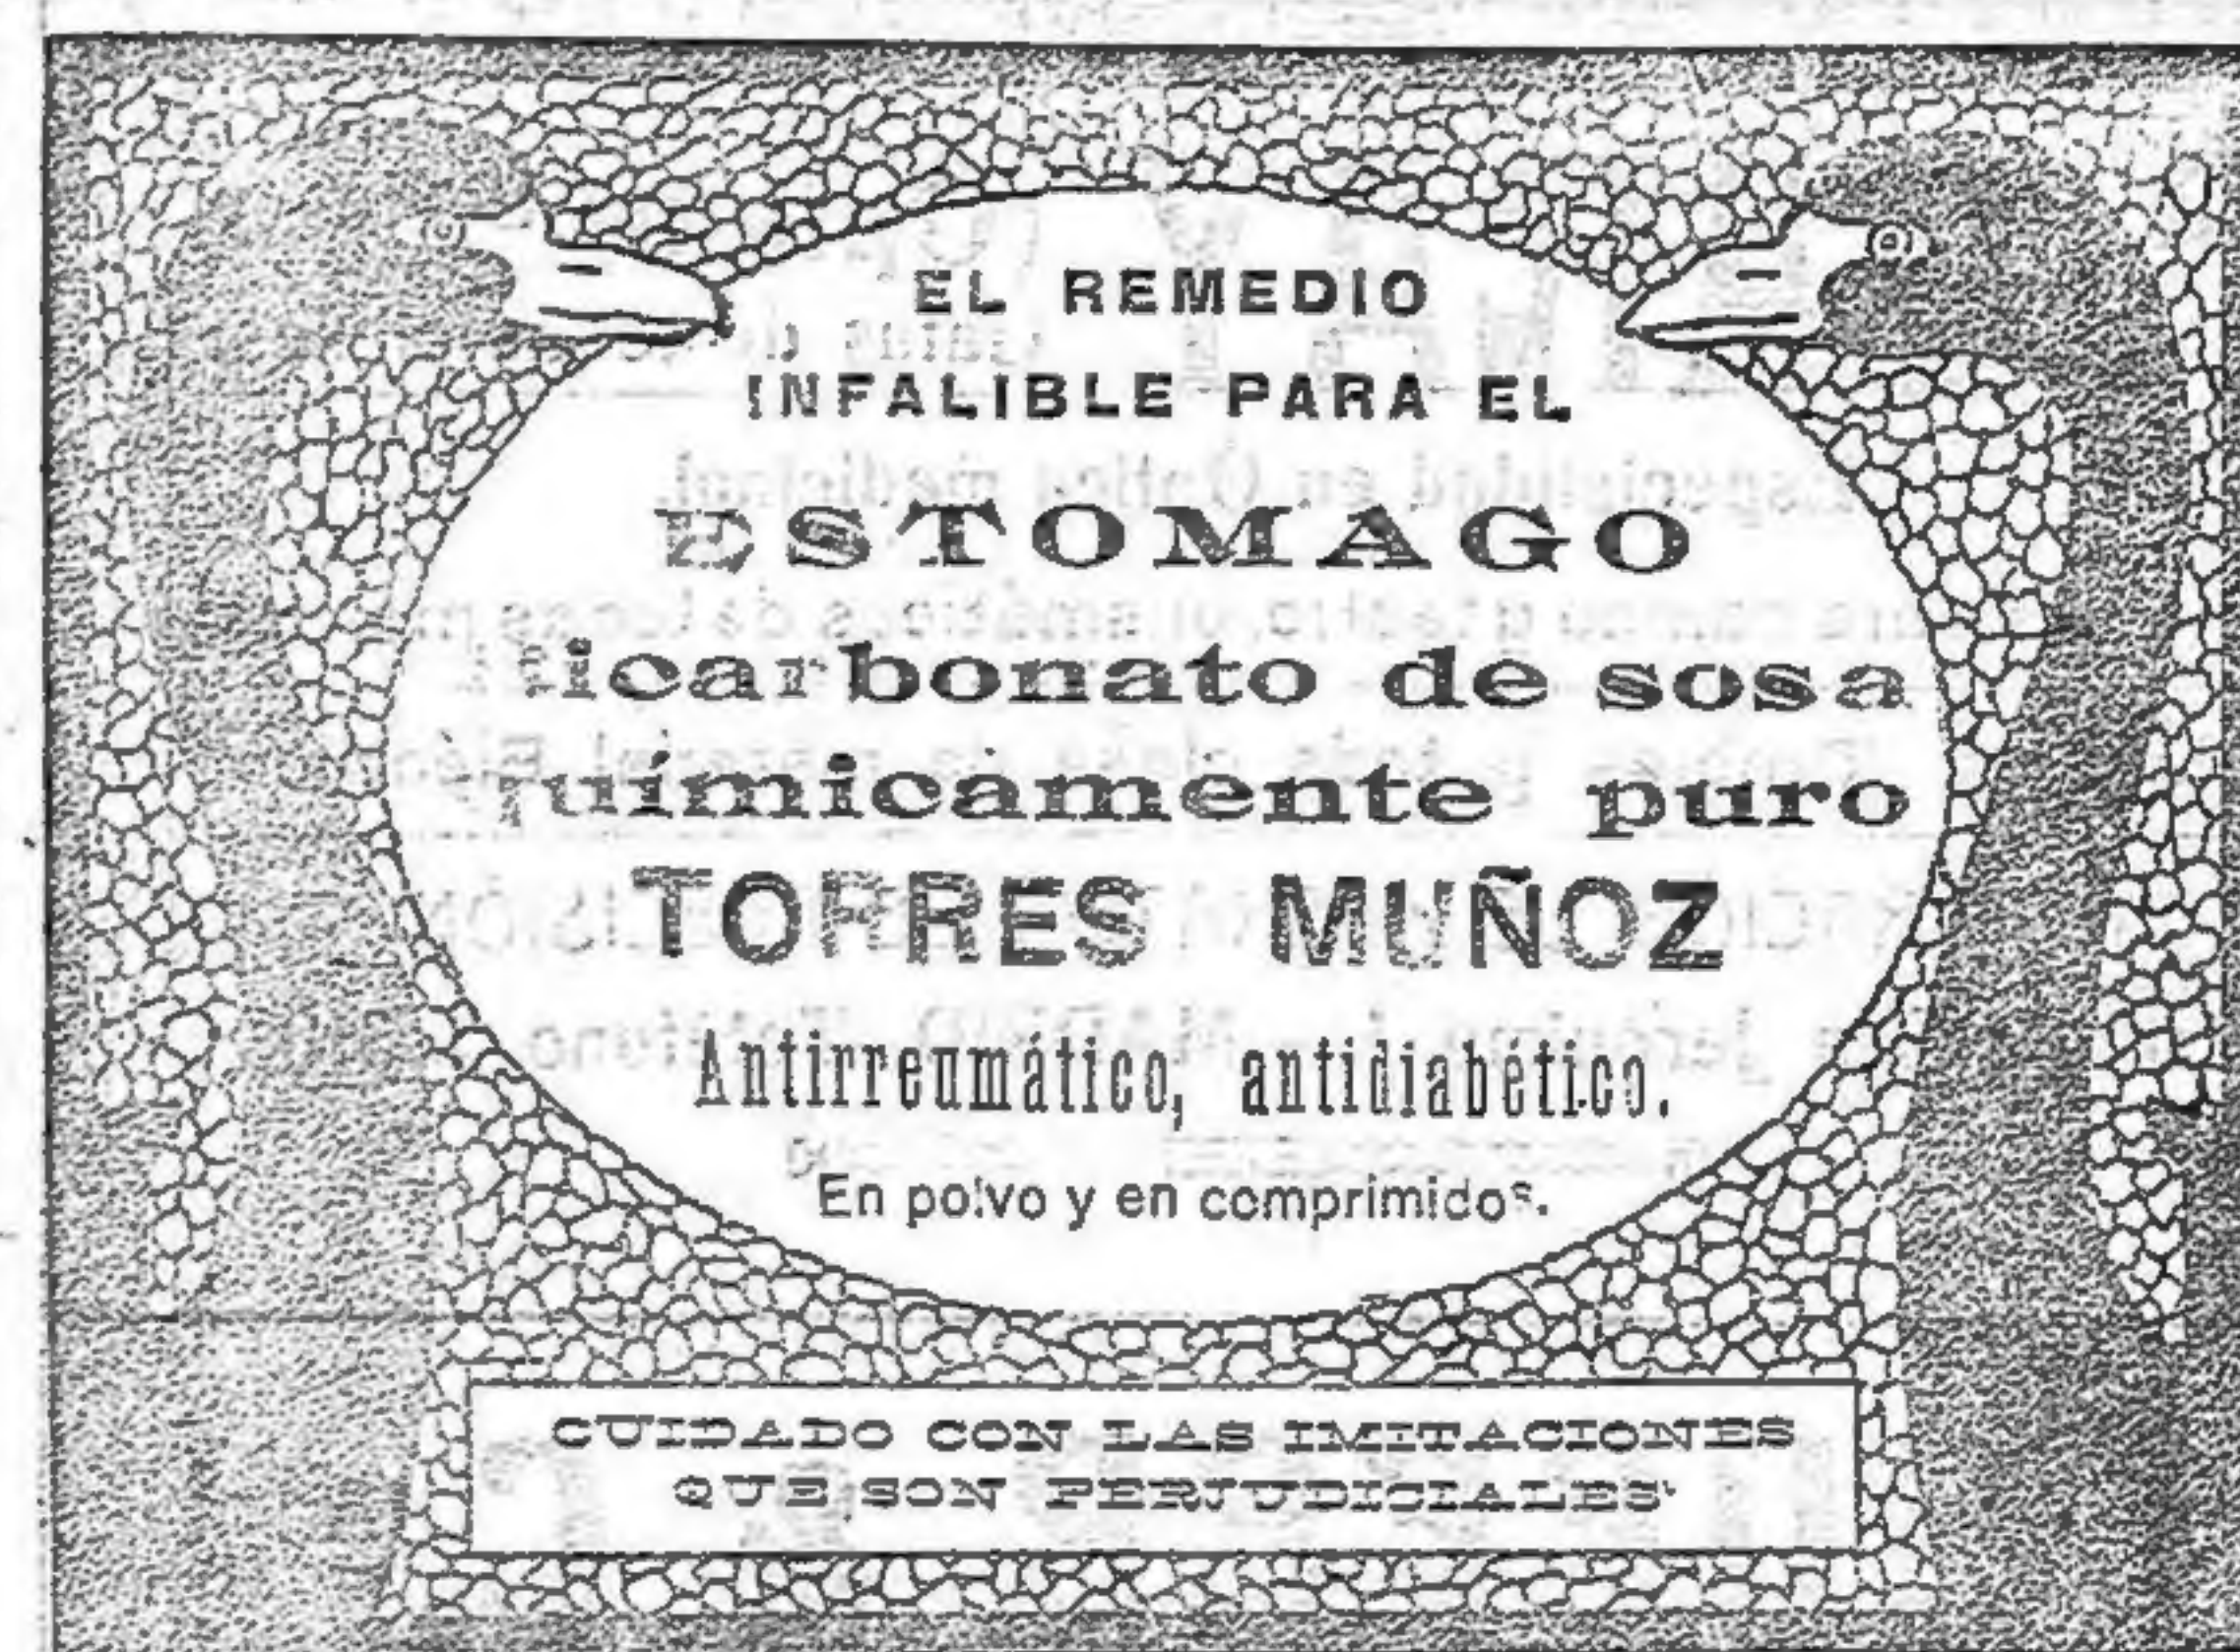 EL REMEDIO
INFALIBLE PARA EL
ESTOMAGO
icarbonato de sosa
químicamente puro
TORRES MUÑOZ
Antirreumático, antidiabético.
En polvo y en comprimidos.
CUIDADO CON LAS IMITACIONES
QUE SON PERJUDICIALES